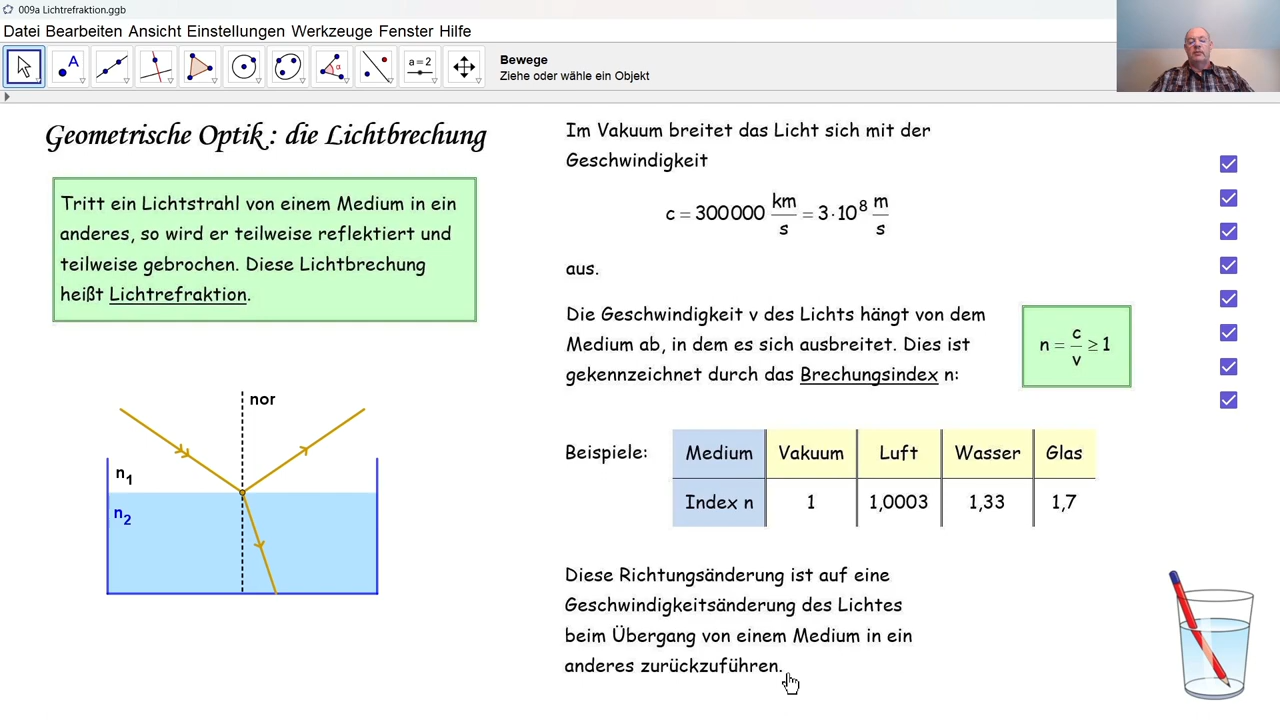 009a Lichtrefraktion.ggb
Datei Bearbeiten Ansicht Einstellungen Werkzeuge Fenster Hilfe
A
α
a=2
Bewege
Ziehe oder wähle ein Objekt
Geometrische Optik : die Lichtbrechung
Tritt ein Lichtstrahl von einem Medium in ein
anderes, so wird er teilweise reflektiert und
teilweise gebrochen. Diese Lichtbrechung
heißt Lichtrefraktion.
nor
n₁
n₂
Im Vakuum breitet das Licht sich mit der
Geschwindigkeit
c = 300 000 km/s = 3·10⁸ m/s
aus.
Die Geschwindigkeit v des Lichts hängt von dem
Medium ab, in dem es sich ausbreitet. Dies ist
gekennzeichnet durch das Brechungsindex n:
n = c/v ≥ 1
Beispiele:
Medium Vakuum Luft Wasser Glas
Index n 1 1,0003 1,33 1,7
Diese Richtungsänderung ist auf eine
Geschwindigkeitsänderung des Lichtes
beim Übergang von einem Medium in ein
anderes zurückzuführen.